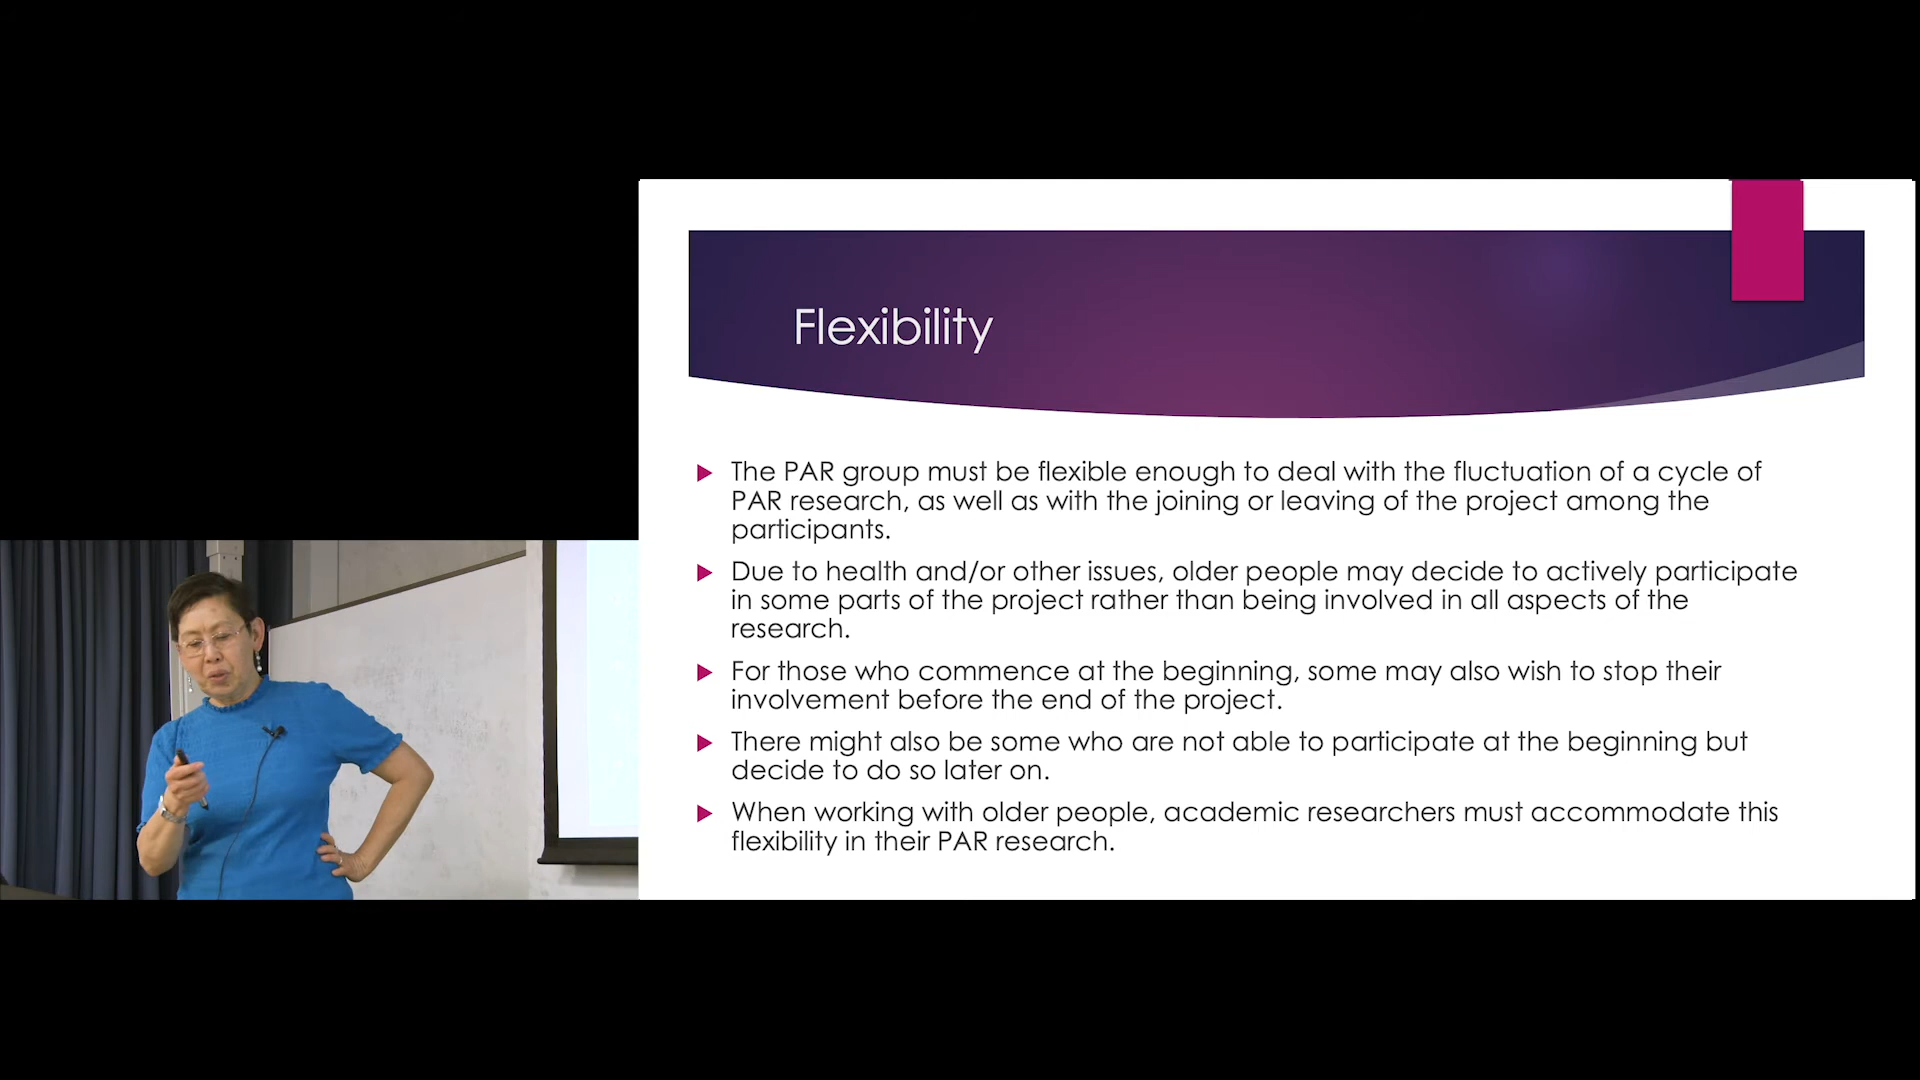 Flexibility
The PAR group must be flexible enough to deal with the fluctuation of a cycle of
PAR research, as well as with the joining or leaving of the project among the
participants.
Due to health and/or other issues, older people may decide to actively participate
in some parts of the project rather than being involved in all aspects of the
research.
For those who commence at the beginning, some may also wish to stop their
involvement before the end of the project.
There might also be some who are not able to participate at the beginning but
decide to do so later on.
When working with older people, academic researchers must accommodate this
flexibility in their PAR research.